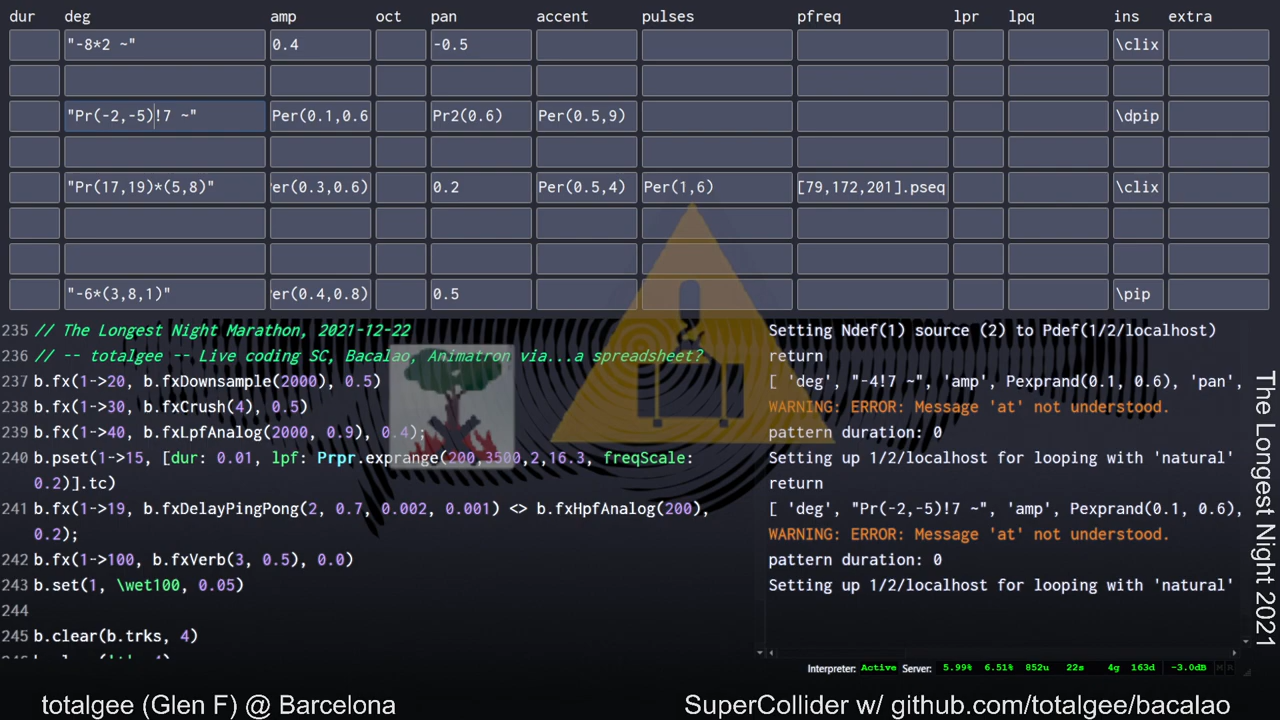 dur deg amp oct pan accent pulses pfreq lpr lpq ins extra
"-8*2 ~" 0.4 -0.5 \clix
"Pr(-2,-5)!7 ~" Per(0.1,0.6 Pr2(0.6) Per(0.5,9) \dpip
"Pr(17,19)*(5,8)" er(0.3,0.6) 0.2 Per(0.5,4) Per(1,6) [79,172,201].pseq \clix
"-6*(3,8,1)" er(0.4,0.8) 0.5 \pip
235 // The Longest Night Marathon, 2021-12-22
236 // -- totalgee -- Live coding SC, Bacalao, Animatron via...a spreadsheet?
237 b.fx(1->20, b.fxDownsample(2000), 0.5)
238 b.fx(1->30, b.fxCrush(4), 0.5)
239 b.fx(1->40, b.fxLpfAnalog(2000, 0.9), 0.4);
240 b.pset(1->15, [dur: 0.01, lpf: Prpr.exprange(200,3500,2,16.3, freqScale:
0.2)].tc)
241 b.fx(1->19, b.fxDelayPingPong(2, 0.7, 0.002, 0.001) <> b.fxHpfAnalog(200),
0.2);
242 b.fx(1->100, b.fxVerb(3, 0.5), 0.0)
243 b.set(1, \wet100, 0.05)
244
245 b.clear(b.trks, 4)
Setting Ndef(1) source (2) to Pdef(1/2/localhost)
return
[ 'deg', "-4!7 ~", 'amp', Pexprand(0.1, 0.6), 'pan',
WARNING: ERROR: Message 'at' not understood.
pattern duration: 0
Setting up 1/2/localhost for looping with 'natural'
return
[ 'deg', "Pr(-2,-5)!7 ~", 'amp', Pexprand(0.1, 0.6),
WARNING: ERROR: Message 'at' not understood.
pattern duration: 0
Setting up 1/2/localhost for looping with 'natural'
Interpreter: Active Server: 5.99% 6.51% 852u 22s 4g 163d -3.0dB M R
The Longest Night 2021
totalgee (Glen F) @ Barcelona
SuperCollider w/ github.com/totalgee/bacalao